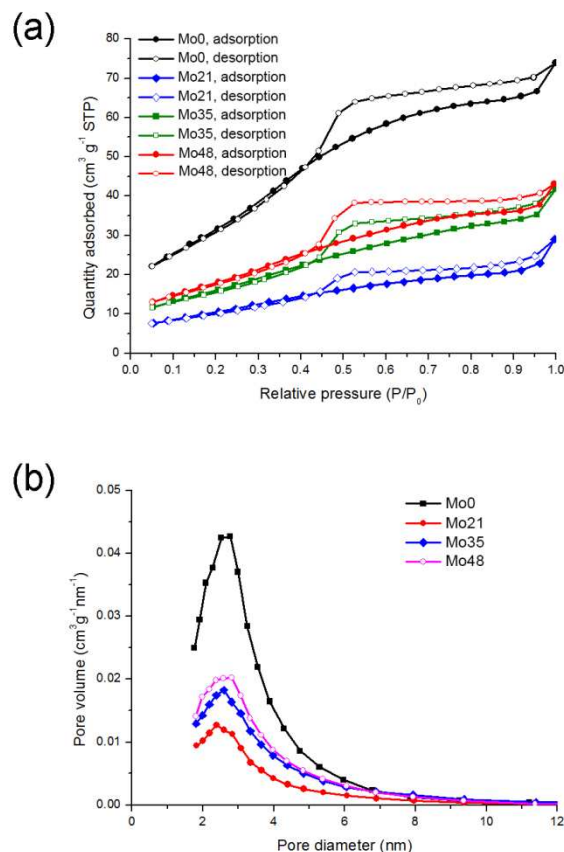 (a)
80
70
60
50
40
30
20
10
0
Quantity adsorbed (cm³ g⁻¹ STP)
Mo0, adsorption
Mo0, desorption
Mo21, adsorption
Mo21, desorption
Mo35, adsorption
Mo35, desorption
Mo48, adsorption
Mo48, desorption
0.0 0.1 0.2 0.3 0.4 0.5 0.6 0.7 0.8 0.9 1.0
Relative pressure (P/P₀)
(b)
0.05
0.04
0.03
0.02
0.01
0.00
Pore volume (cm³g⁻¹nm⁻¹)
Mo0
Mo21
Mo35
Mo48
0 2 4 6 8 10 12
Pore diameter (nm)